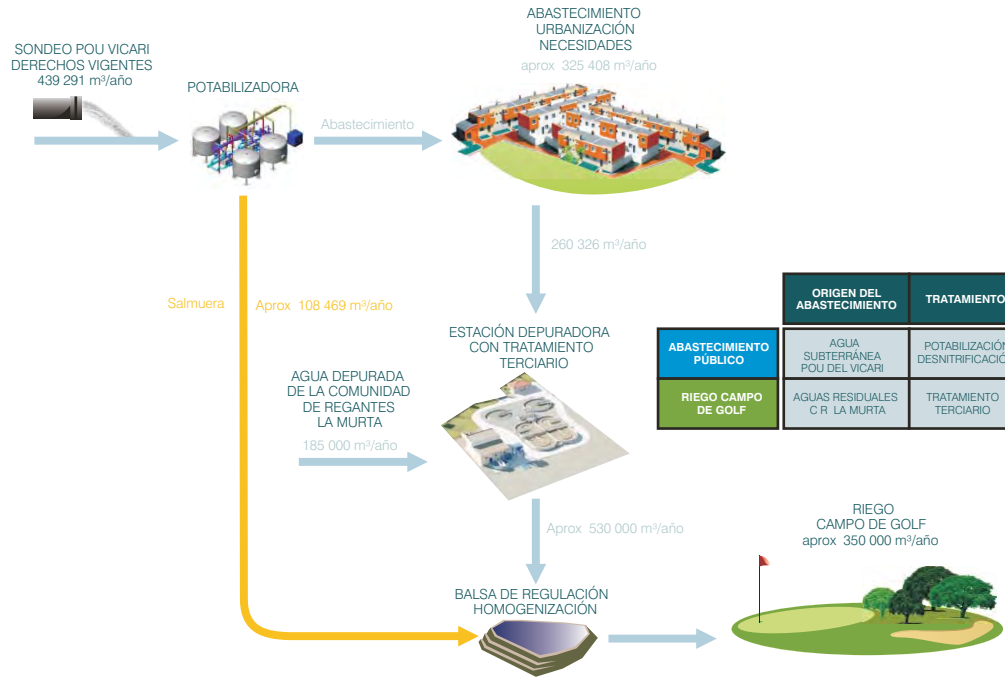 SONDEO POU VICARI
DERECHOS VIGENTES
439 291 m³/año
POTABILIZADORA
Abastecimiento
ABASTECIMIENTO
URBANIZACIÓN
NECESIDADES
aprox 325 408 m³/año
260 326 m³/año
Salmuera
Aprox 108 469 m³/año
ESTACIÓN DEPURADORA
CON TRATAMIENTO
TERCIARIO
AGUA DEPURADA
DE LA COMUNIDAD
DE REGANTES
LA MURTA
185 000 m³/año
Aprox 530 000 m³/año
BALSA DE REGULACIÓN
HOMOGENIZACIÓN
ORIGEN DEL
ABASTECIMIENTO
TRATAMIENTO
ABASTECIMIENTO
PÚBLICO
AGUA
SUBTERRÁNEA
POU DEL VICARI
POTABILIZACIÓN
DESNITRIFICACIÓ
RIEGO CAMPO
DE GOLF
AGUAS RESIDUALES
C R LA MURTA
TRATAMIENTO
TERCIARIO
RIEGO
CAMPO DE GOLF
aprox 350 000 m³/año